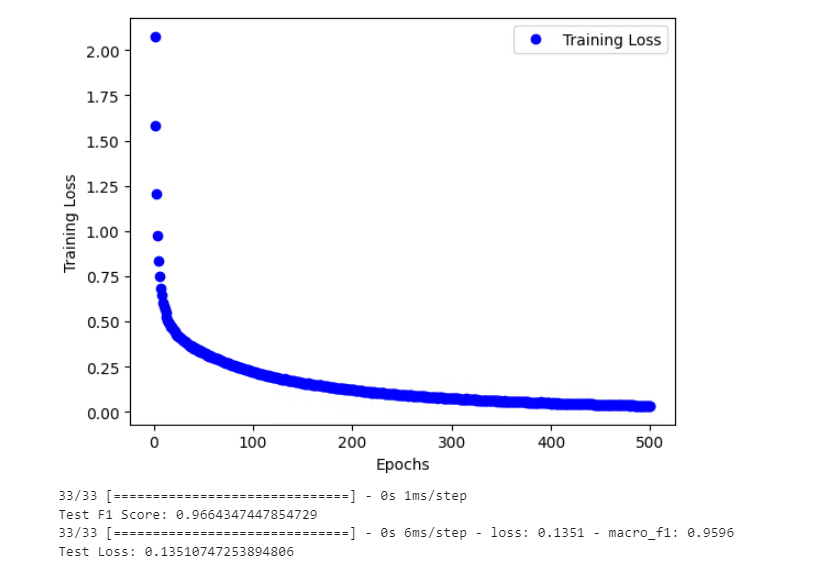 Training Loss
2.00
1.75
1.50
1.25
1.00
0.75
0.50
0.25
0.00
Training Loss
0 100 200 300 400 500
Epochs
33/33 [==============================] - 0s 1ms/step
Test F1 Score: 0.9664347447854729
33/33 [==============================] - 0s 6ms/step - loss: 0.1351 - macro_f1: 0.9596
Test Loss: 0.13510747253894806